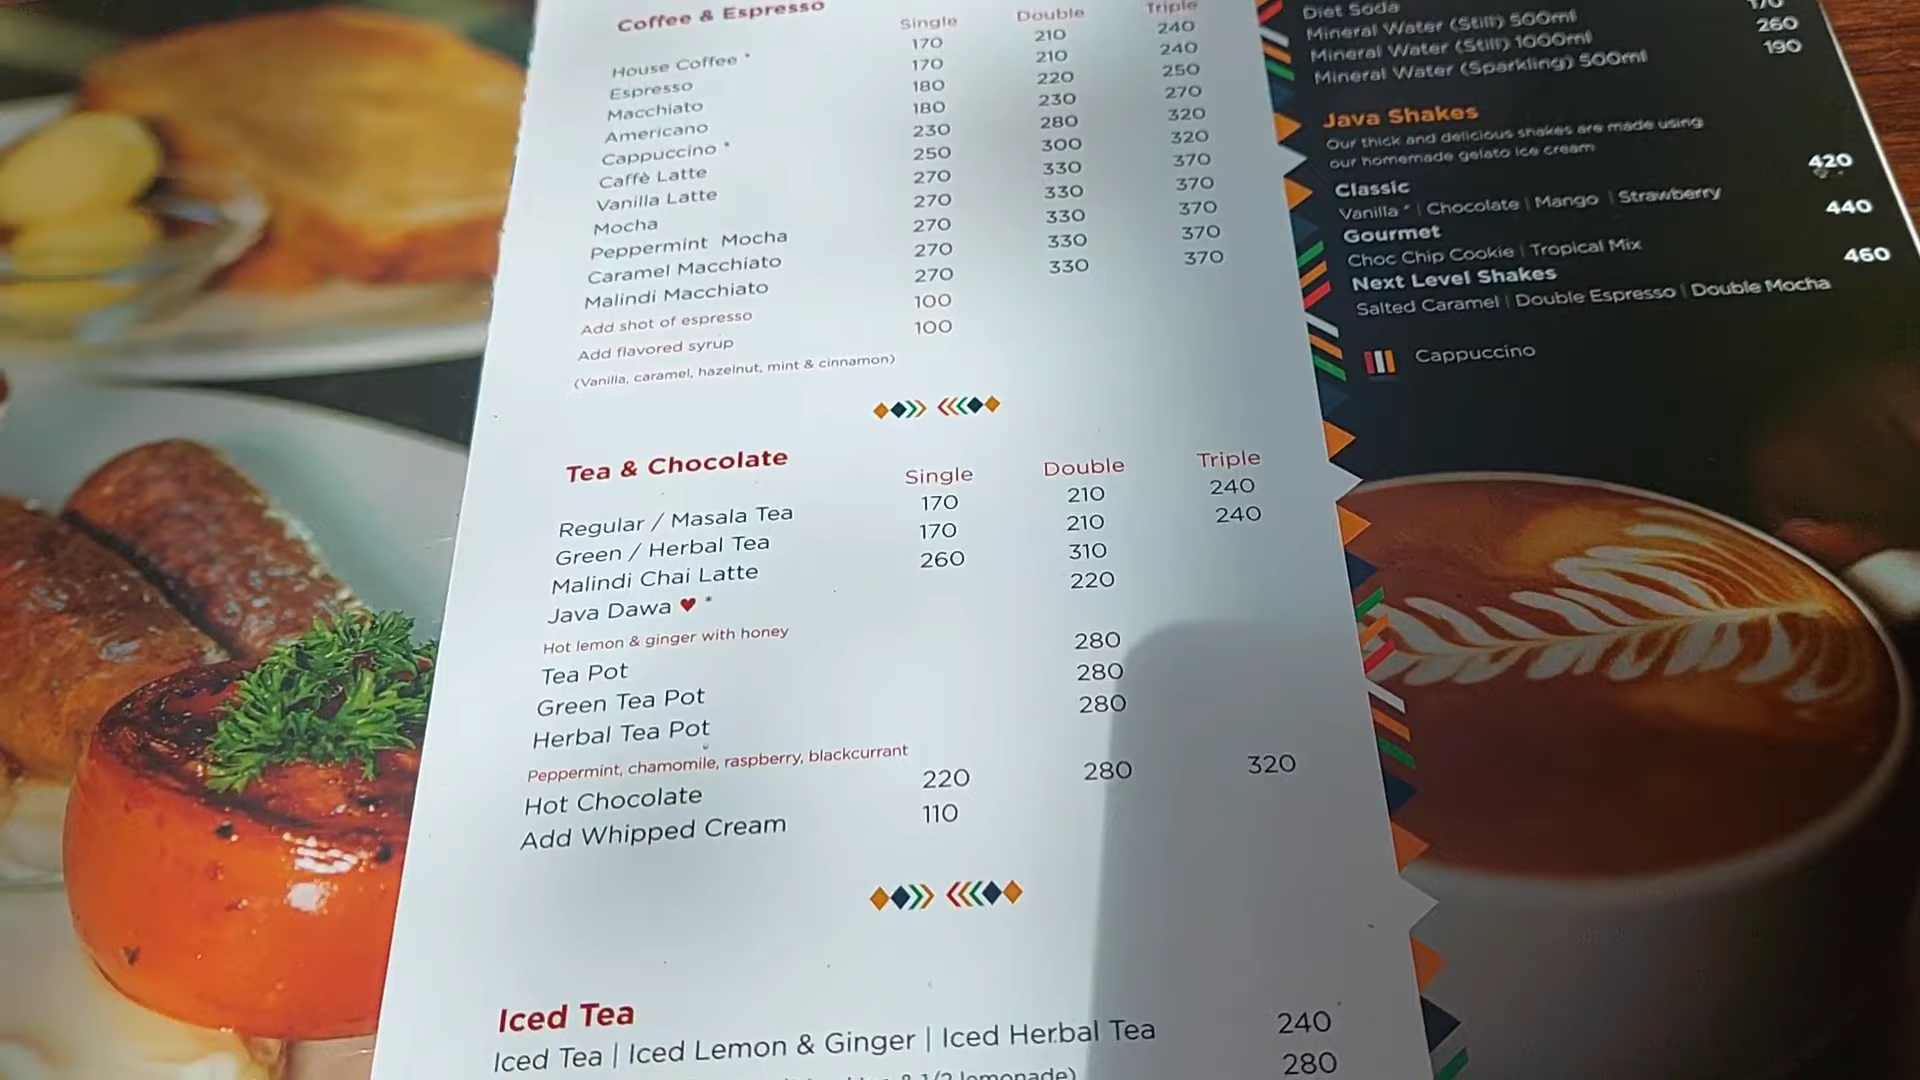 Coffee & Espresso Single Double Triple
House Coffee * 170 210 240
Espresso 170 210 240
Macchiato 180 220 250
Americano 180 230 270
Cappuccino * 230 280 320
Caffè Latte 250 300 320
Vanilla Latte 270 330 370
Mocha 270 330 370
Peppermint Mocha 270 330 370
Caramel Macchiato 270 330 370
Malindi Macchiato 270 330 370
Add shot of espresso 100
Add flavored syrup 100
(Vanilla, caramel, hazelnut, mint & cinnamon)
Tea & Chocolate Single Double Triple
Regular / Masala Tea 170 210 240
Green / Herbal Tea 170 210 240
Malindi Chai Latte 260 310
Java Dawa ♥ * 220
Hot lemon & ginger with honey
Tea Pot 280
Green Tea Pot 280
Herbal Tea Pot 280
Peppermint, chamomile, raspberry, blackcurrant
Hot Chocolate 220 280 320
Add Whipped Cream 110
Iced Tea
Iced Tea | Iced Lemon & Ginger | Iced Herbal Tea 240
& 1/2 lemonade) 280
Diet Soda
Mineral Water (Still) 500ml 170
Mineral Water (Still) 1000ml 260
Mineral Water (Sparkling) 500ml 190
Java Shakes
Our thick and delicious shakes are made using
our homemade gelato ice cream
Classic 420
Vanilla * | Chocolate | Mango | Strawberry
Gourmet 440
Choc Chip Cookie | Tropical Mix
Next Level Shakes 460
Salted Caramel | Double Espresso | Double Mocha
Cappuccino